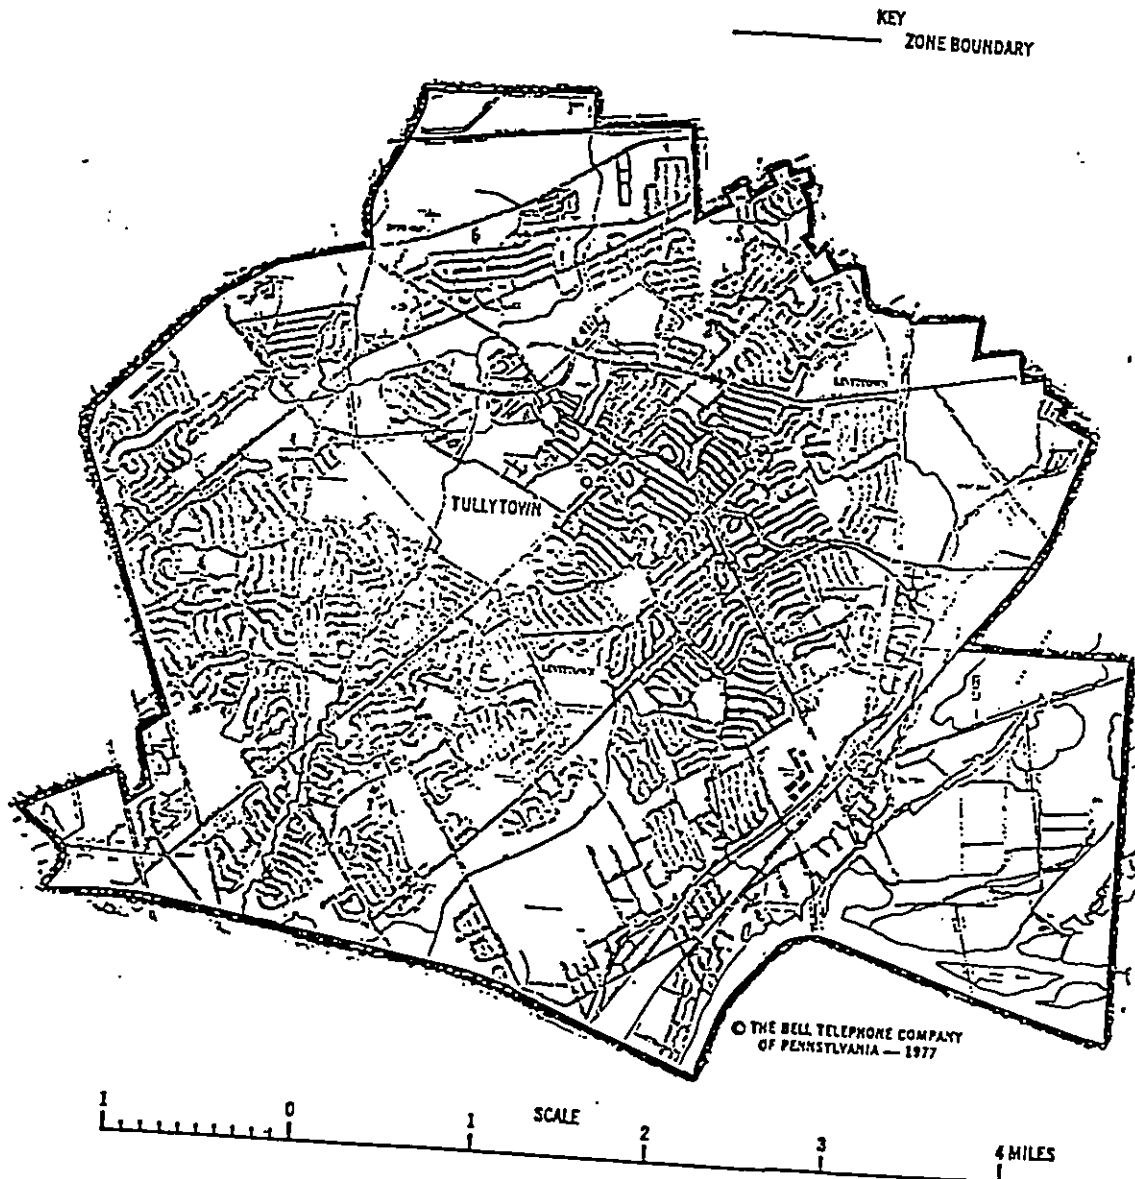 KEY
ZONE BOUNDARY
LEVITTOWN
TULLYTOWN
LEVITTOWN
© THE BELL TELEPHONE COMPANY
OF PENNSYLVANIA — 1977
SCALE
1 0 1 2 3 4 MILES